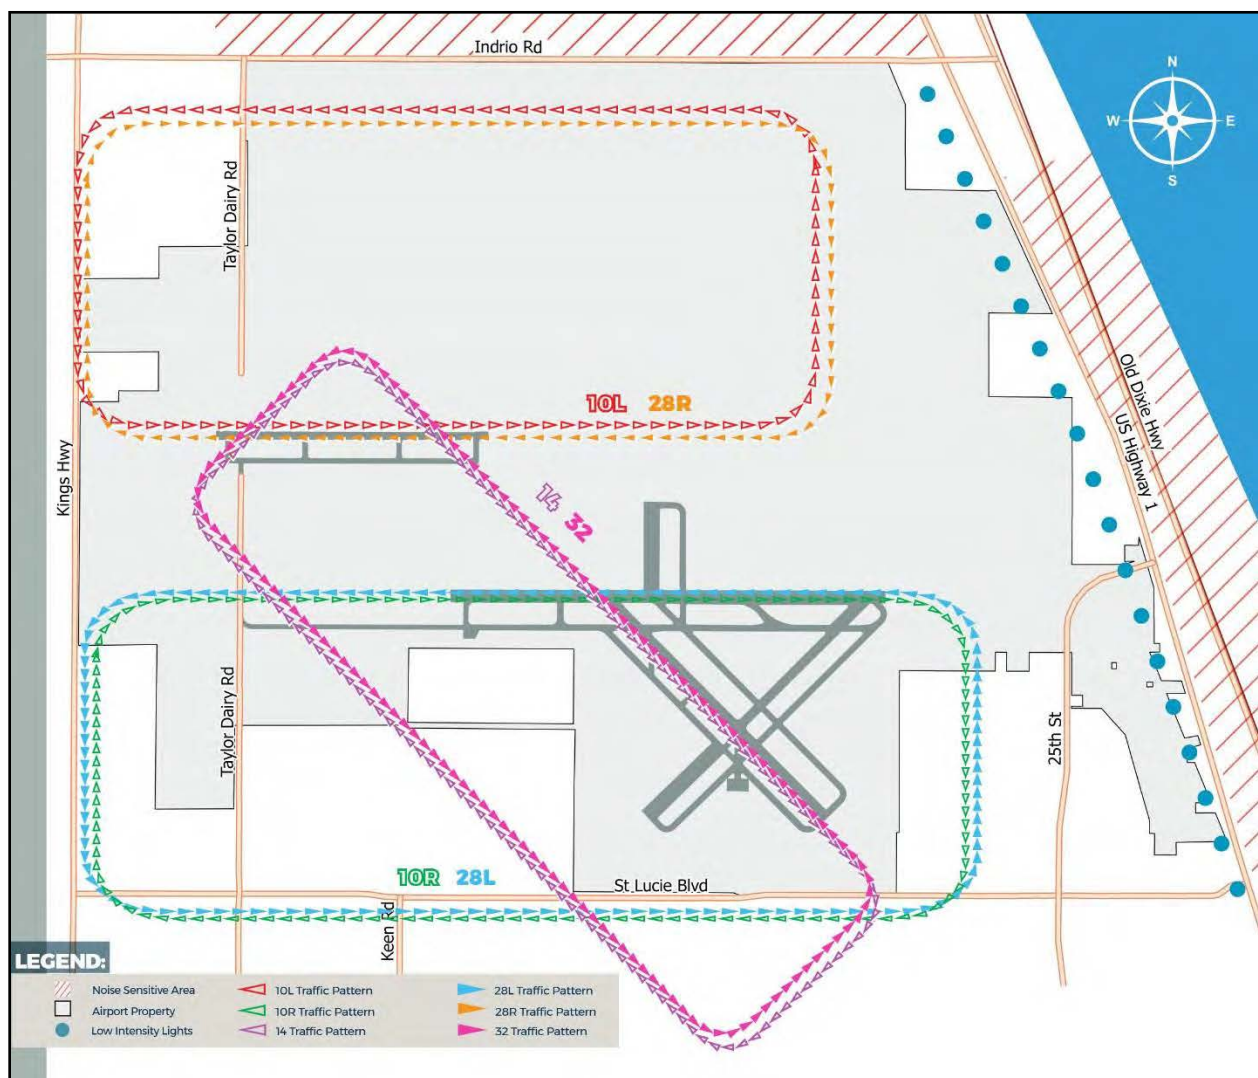 Indrio Rd
N
W E
S
Taylor Dairy Rd
10L 28R
Old Dixie Hwy
US Highway 1
Kings Hwy
14 32
Taylor Dairy Rd
25th St
10R 28L
St Lucie Blvd
Keen Rd
LEGEND:
Noise Sensitive Area
Airport Property
Low Intensity Lights
10L Traffic Pattern
10R Traffic Pattern
14 Traffic Pattern
28L Traffic Pattern
28R Traffic Pattern
32 Traffic Pattern